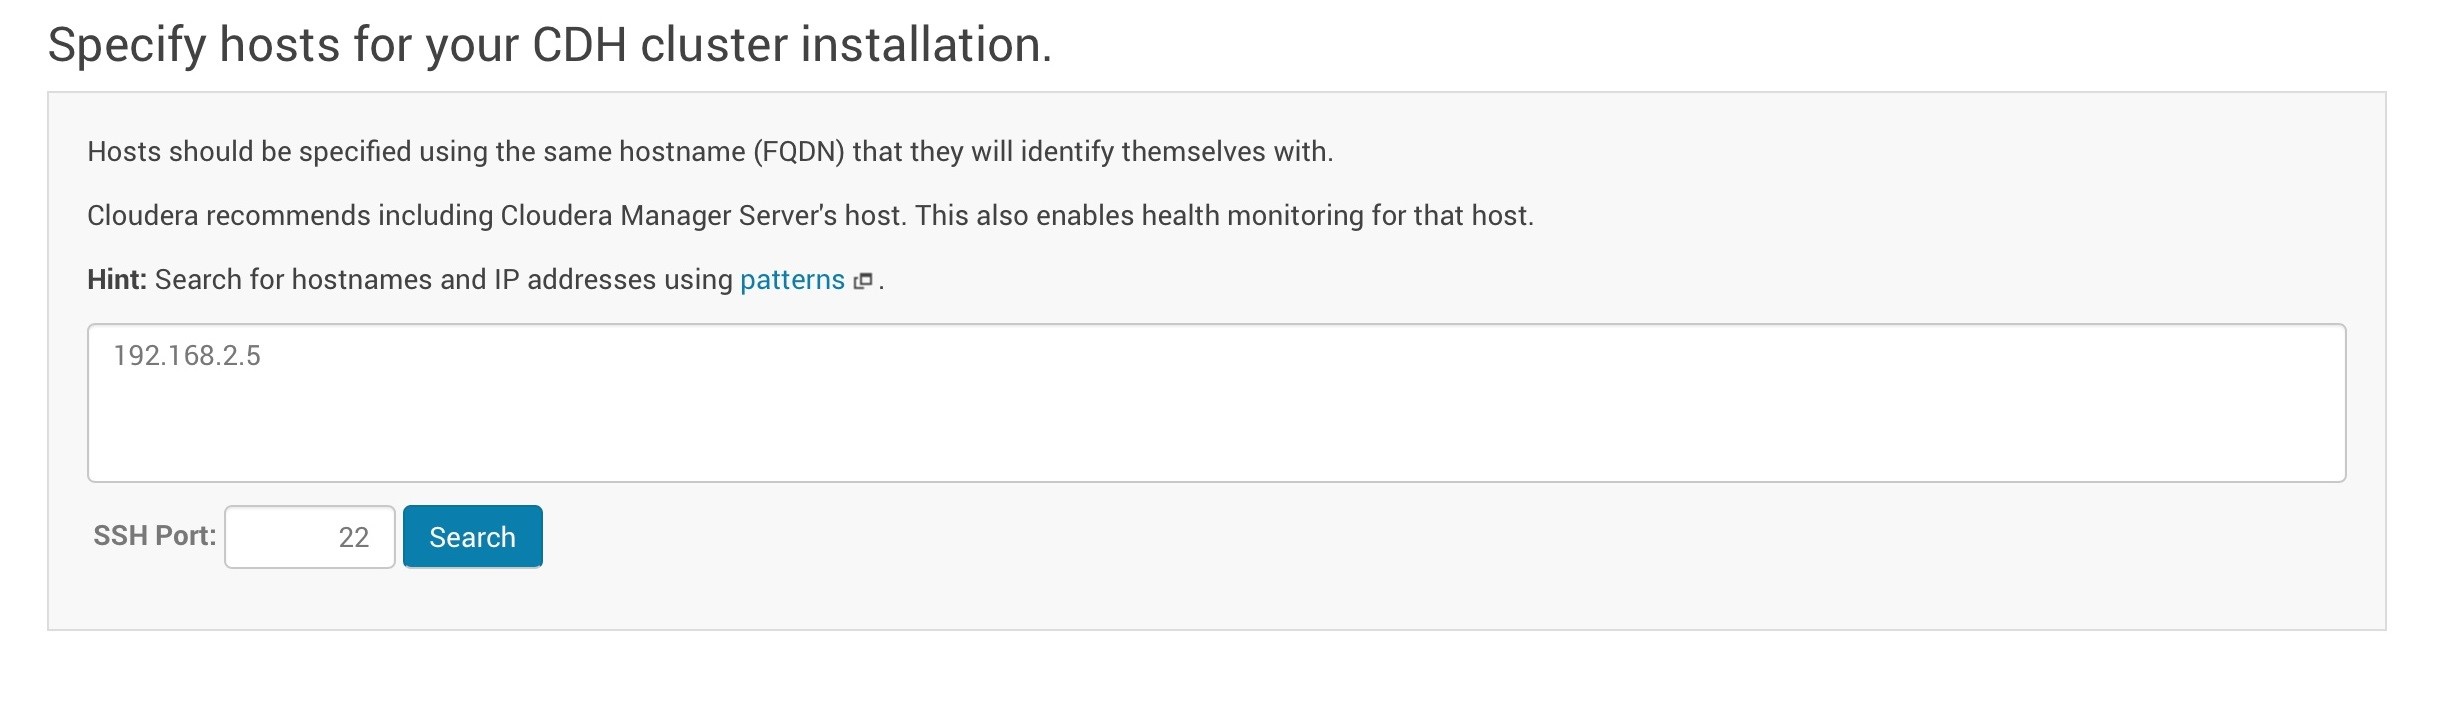 Specify hosts for your CDH cluster installation.
Hosts should be specified using the same hostname (FQDN) that they will identify themselves with.
Cloudera recommends including Cloudera Manager Server's host. This also enables health monitoring for that host.
Hint: Search for hostnames and IP addresses using patterns .
192.168.2.5
SSH Port: 22 Search